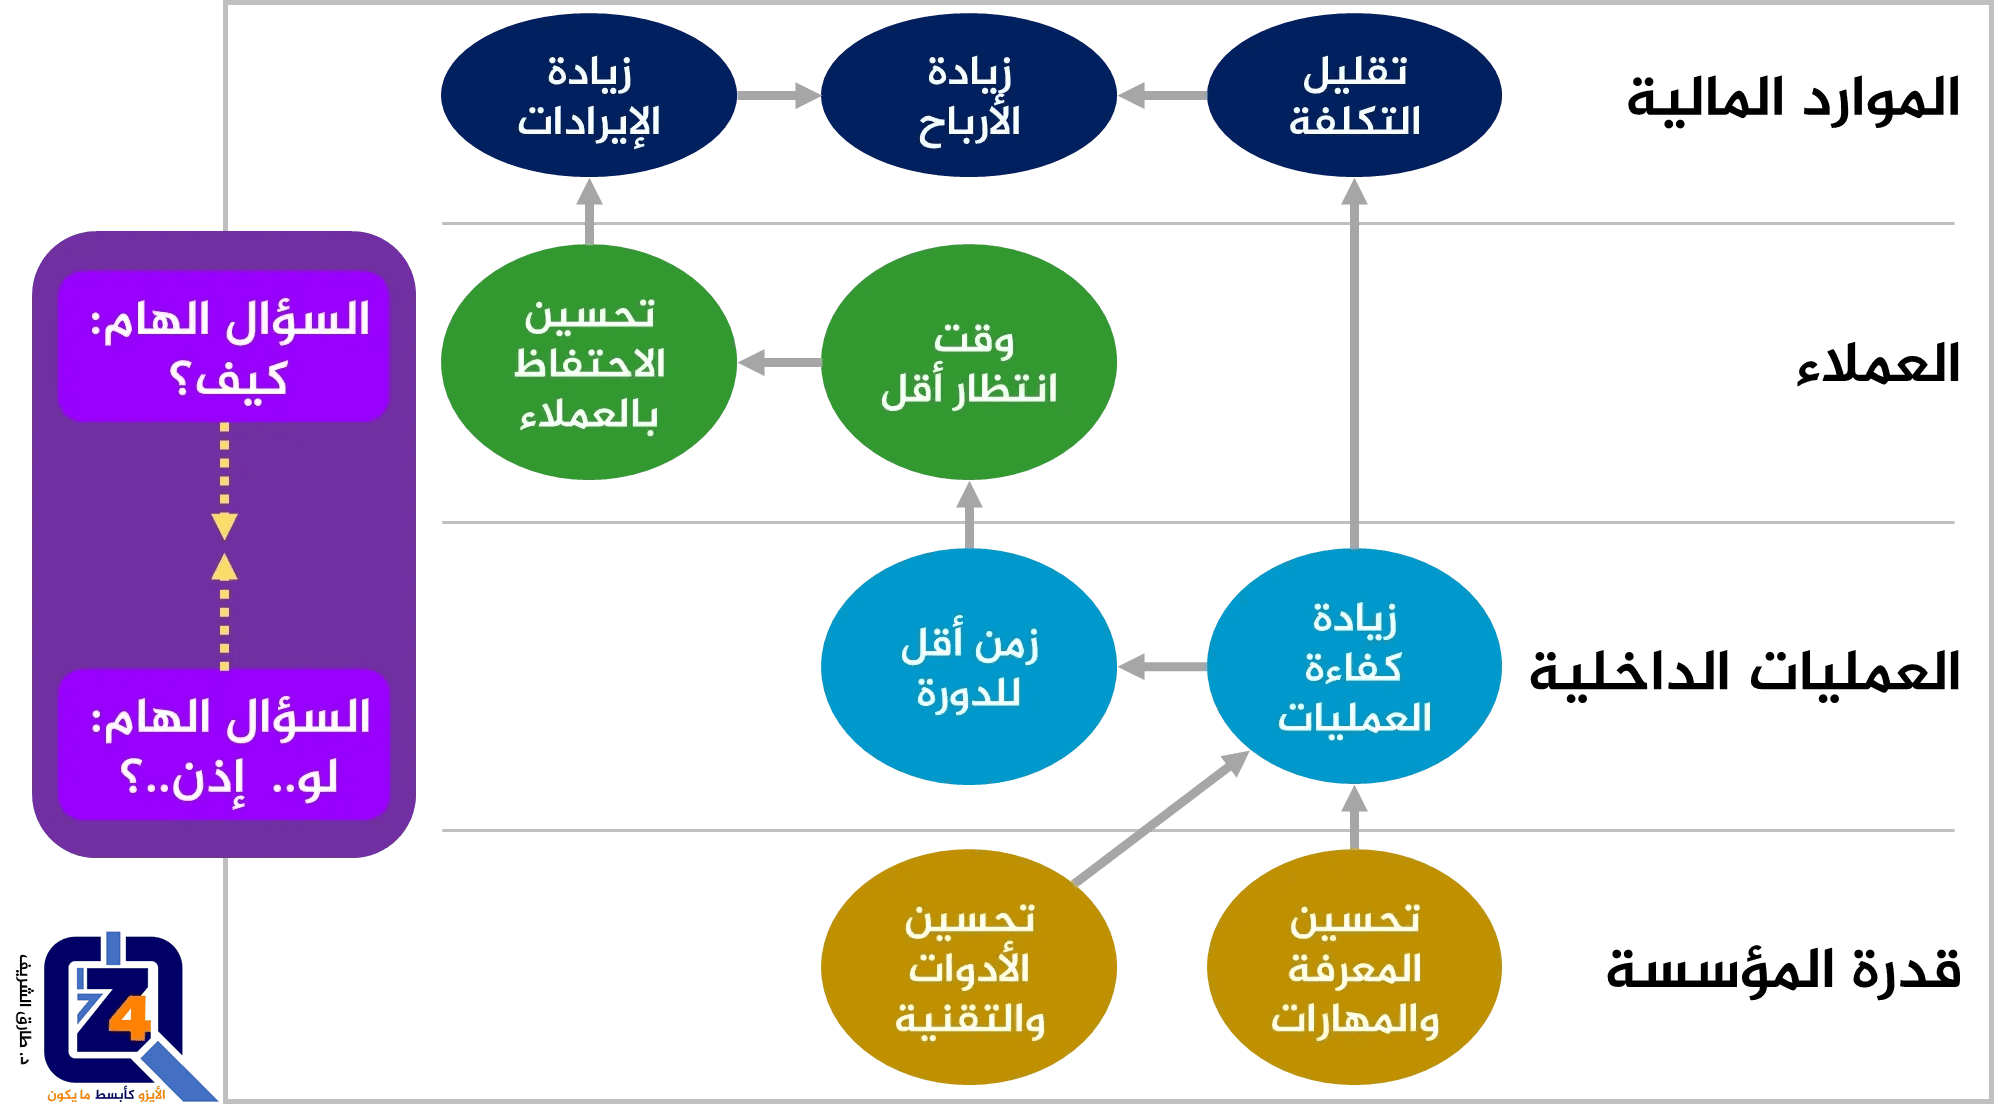 الموارد المالية
تقليل
التكلفة
زيادة
الأرباح
زيادة
الإيرادات
العملاء
وقت
انتظار أقل
تحسين
الاحتفاظ
بالعملاء
العمليات الداخلية
زيادة
كفاءة
العمليات
زمن أقل
للدورة
قدرة المؤسسة
تحسين
المعرفة
والمهارات
تحسين
الأدوات
والتقنية
السؤال الهام:
كيف؟
السؤال الهام:
لو.. إذن..؟
د. طارق الشريف
Z4
الأيزو كأبسط ما يكون